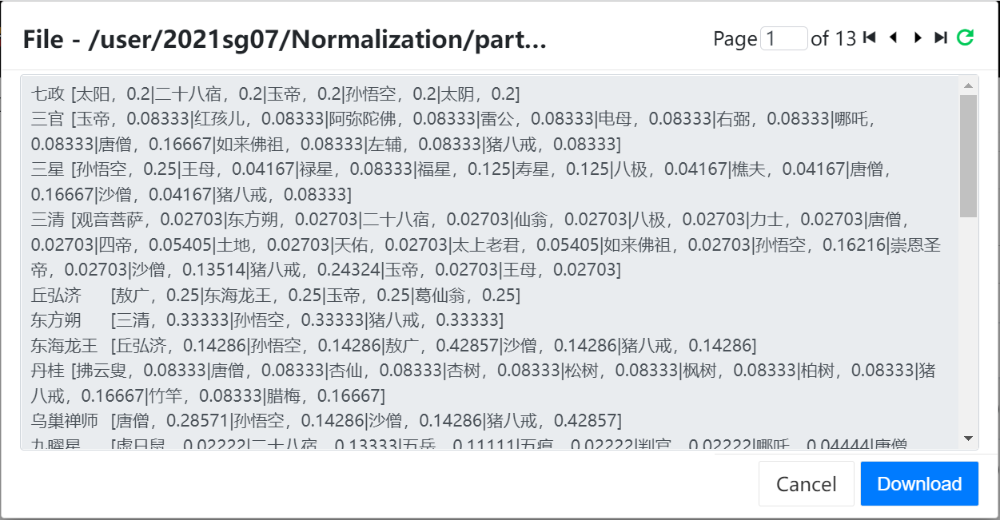 File - /user/2021sg07/Normalization/part...
Page 1 of 13
七政 [太阳，0.2|二十八宿，0.2|玉帝，0.2|孙悟空，0.2|太阴，0.2]
三官 [玉帝，0.08333|红孩儿，0.08333|阿弥陀佛，0.08333|雷公，0.08333|电母，0.08333|右弼，0.08333|哪吒，
0.08333|唐僧，0.16667|如来佛祖，0.08333|左辅，0.08333|猪八戒，0.08333]
三星 [孙悟空，0.25|王母，0.04167|禄星，0.08333|福星，0.125|寿星，0.125|八极，0.04167|樵夫，0.04167|唐僧，
0.16667|沙僧，0.04167|猪八戒，0.08333]
三清 [观音菩萨，0.02703|东方朔，0.02703|二十八宿，0.02703|仙翁，0.02703|八极，0.02703|力士，0.02703|唐僧，
0.02703|四帝，0.05405|土地，0.02703|天佑，0.02703|太上老君，0.05405|如来佛祖，0.02703|孙悟空，0.16216|崇恩圣
帝，0.02703|沙僧，0.13514|猪八戒，0.24324|玉帝，0.02703|王母，0.02703]
丘弘济 [敖广，0.25|东海龙王，0.25|玉帝，0.25|葛仙翁，0.25]
东方朔 [三清，0.33333|孙悟空，0.33333|猪八戒，0.33333]
东海龙王 [丘弘济，0.14286|孙悟空，0.14286|敖广，0.42857|沙僧，0.14286|猪八戒，0.14286]
丹桂 [拂云叟，0.08333|唐僧，0.08333|杏仙，0.08333|杏树，0.08333|松树，0.08333|枫树，0.08333|柏树，0.08333|猪
八戒，0.16667|竹竿，0.08333|腊梅，0.16667]
乌巢禅师 [唐僧，0.28571|孙悟空，0.14286|沙僧，0.14286|猪八戒，0.42857]
九曜星 [虚日鼠，0.02222|二十八宿，0.13333|五岳，0.11111|五瘟，0.02222|判官，0.02222|哪吒，0.04444|唐僧，
Cancel
Download